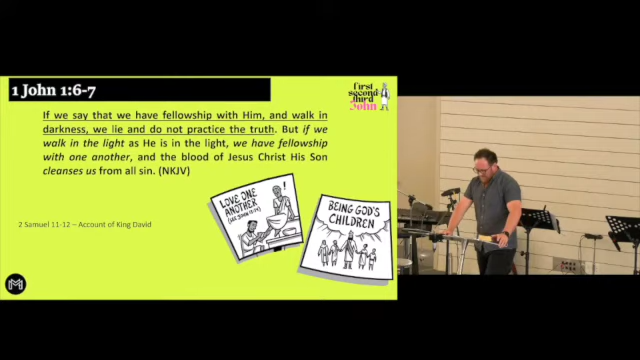 1 John 1:6-7
first
second
third
John
If we say that we have fellowship with Him, and walk in
darkness, we lie and do not practice the truth. But if we
walk in the light as He is in the light, we have fellowship
with one another, and the blood of Jesus Christ His Son
cleanses us from all sin. (NKJV)
LOVE ONE
ANOTHER
!
BEING GOD'S
CHILDREN
2 Samuel 11-12 – Account of King David
M